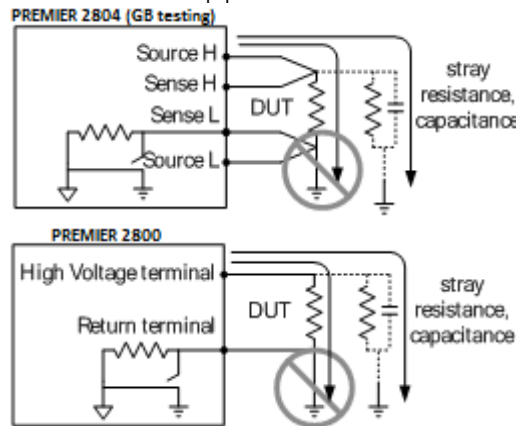 PREMIER 2804 (GB testing)
Source H
Sense H
Sense L
DUT
Source L
stray
resistance,
capacitance
PREMIER 2800
High Voltage terminal
DUT
Return terminal
stray
resistance,
capacitance